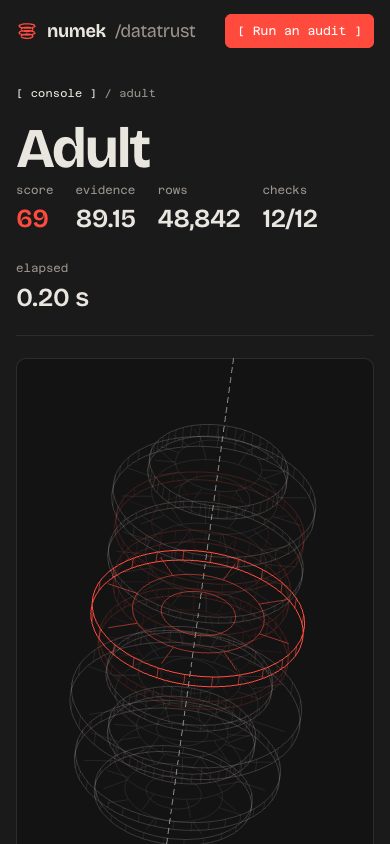 numek /datatrust [ Run an audit ]
[ console ] / adult
Adult
score evidence rows checks
69 89.15 48,842 12/12
elapsed
0.20 s